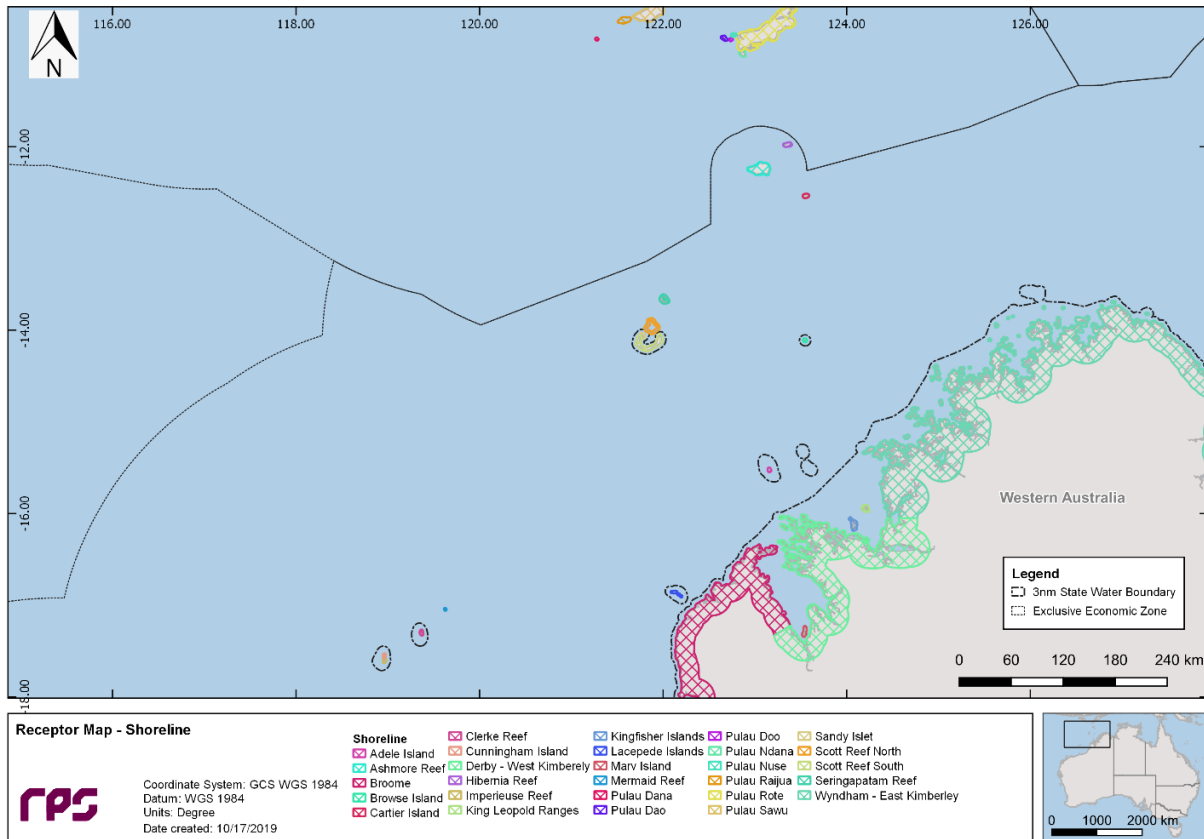 116.00 118.00 120.00 122.00 124.00 126.00
N
-12.00
-14.00
-16.00
-18.00
Western Australia
Legend
3nm State Water Boundary
Exclusive Economic Zone
0 60 120 180 240 km
Receptor Map - Shoreline
rps
Coordinate System: GCS WGS 1984
Datum: WGS 1984
Units: Degree
Date created: 10/17/2019
Shoreline
Adele Island
Ashmore Reef
Broome
Browse Island
Cartier Island
Clerke Reef
Cunningham Island
Derby - West Kimberely
Hibernia Reef
Imperieuse Reef
King Leopold Ranges
Kingfisher Islands
Lacepede Islands
Mary Island
Mermaid Reef
Pulau Dana
Pulau Dao
Pulau Doo
Pulau Ndana
Pulau Nuse
Pulau Raijua
Pulau Rote
Pulau Sawu
Sandy Islet
Scott Reef North
Scott Reef South
Seringapatam Reef
Wyndham - East Kimberley
0 1000 2000 km